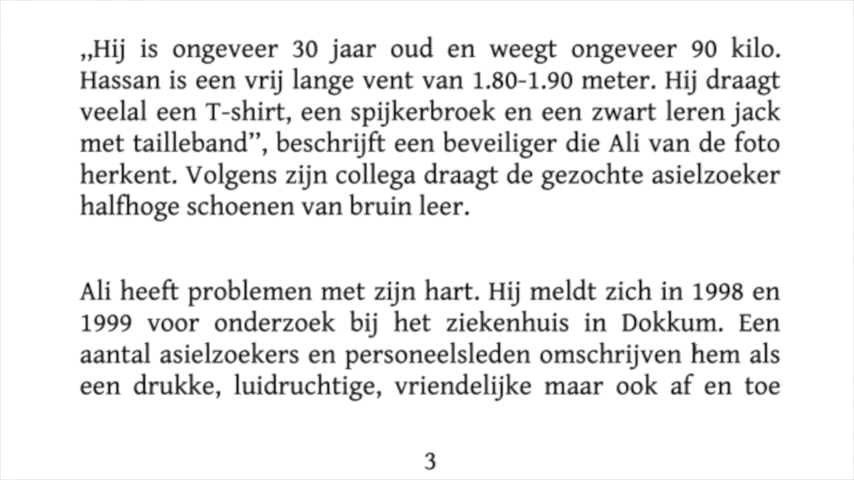 „Hij is ongeveer 30 jaar oud en weegt ongeveer 90 kilo.
Hassan is een vrij lange vent van 1.80-1.90 meter. Hij draagt
veelal een T-shirt, een spijkerbroek en een zwart leren jack
met tailleband”, beschrijft een beveiliger die Ali van de foto
herkent. Volgens zijn collega draagt de gezochte asielzoeker
halfhoge schoenen van bruin leer.
Ali heeft problemen met zijn hart. Hij meldt zich in 1998 en
1999 voor onderzoek bij het ziekenhuis in Dokkum. Een
aantal asielzoekers en personeelsleden omschrijven hem als
een drukke, luidruchtige, vriendelijke maar ook af en toe
3